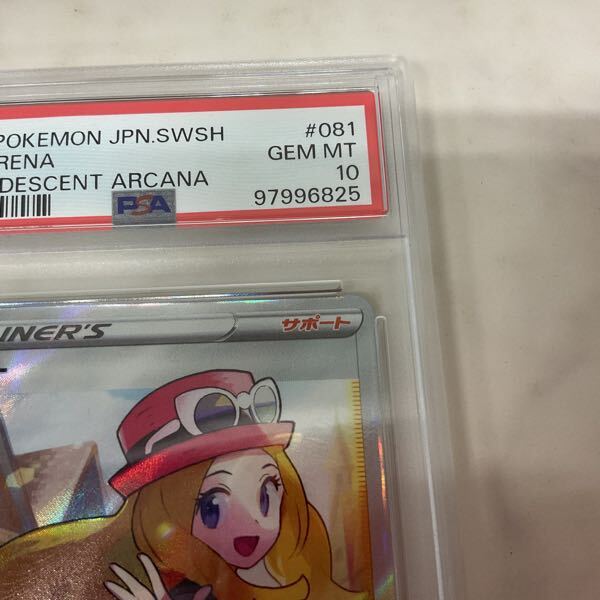 POKEMON JPN.SWSH #081
RENA GEM MT
DESCENT ARCANA 10
PSA 97996825
INER'S サポート